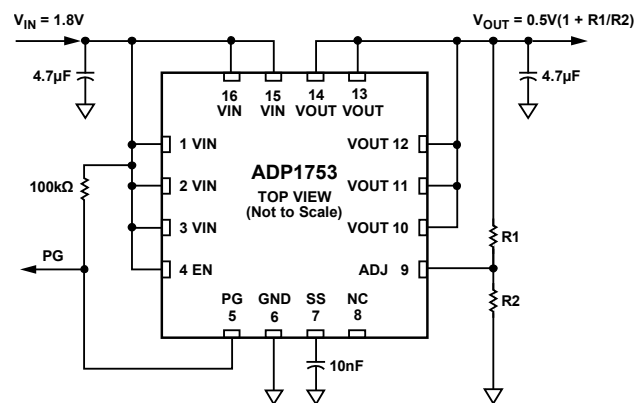 VIN = 1.8V
VOUT = 0.5V(1 + R1/R2)
4.7µF
4.7µF
16
VIN
15
VIN
14
VOUT
13
VOUT
1 VIN
VOUT 12
ADP1753
TOP VIEW
(Not to Scale)
100kΩ
2 VIN
VOUT 11
3 VIN
VOUT 10
R1
PG
4 EN
ADJ 9
R2
PG
5
GND
6
SS
7
NC
8
10nF